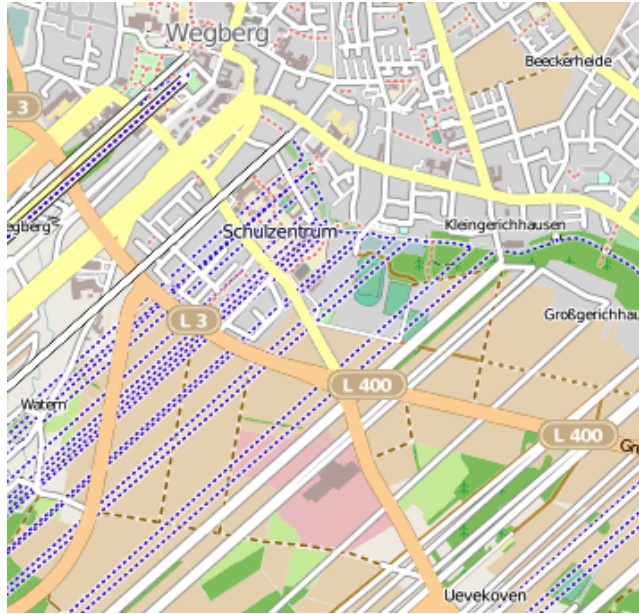 Wegberg
Beeckerheide
L 3
egberg
Schulzentrum
Kleingerichhausen
Großgerichhau
L 3
L 400
Watern
L 400
Gr
Uevekoven